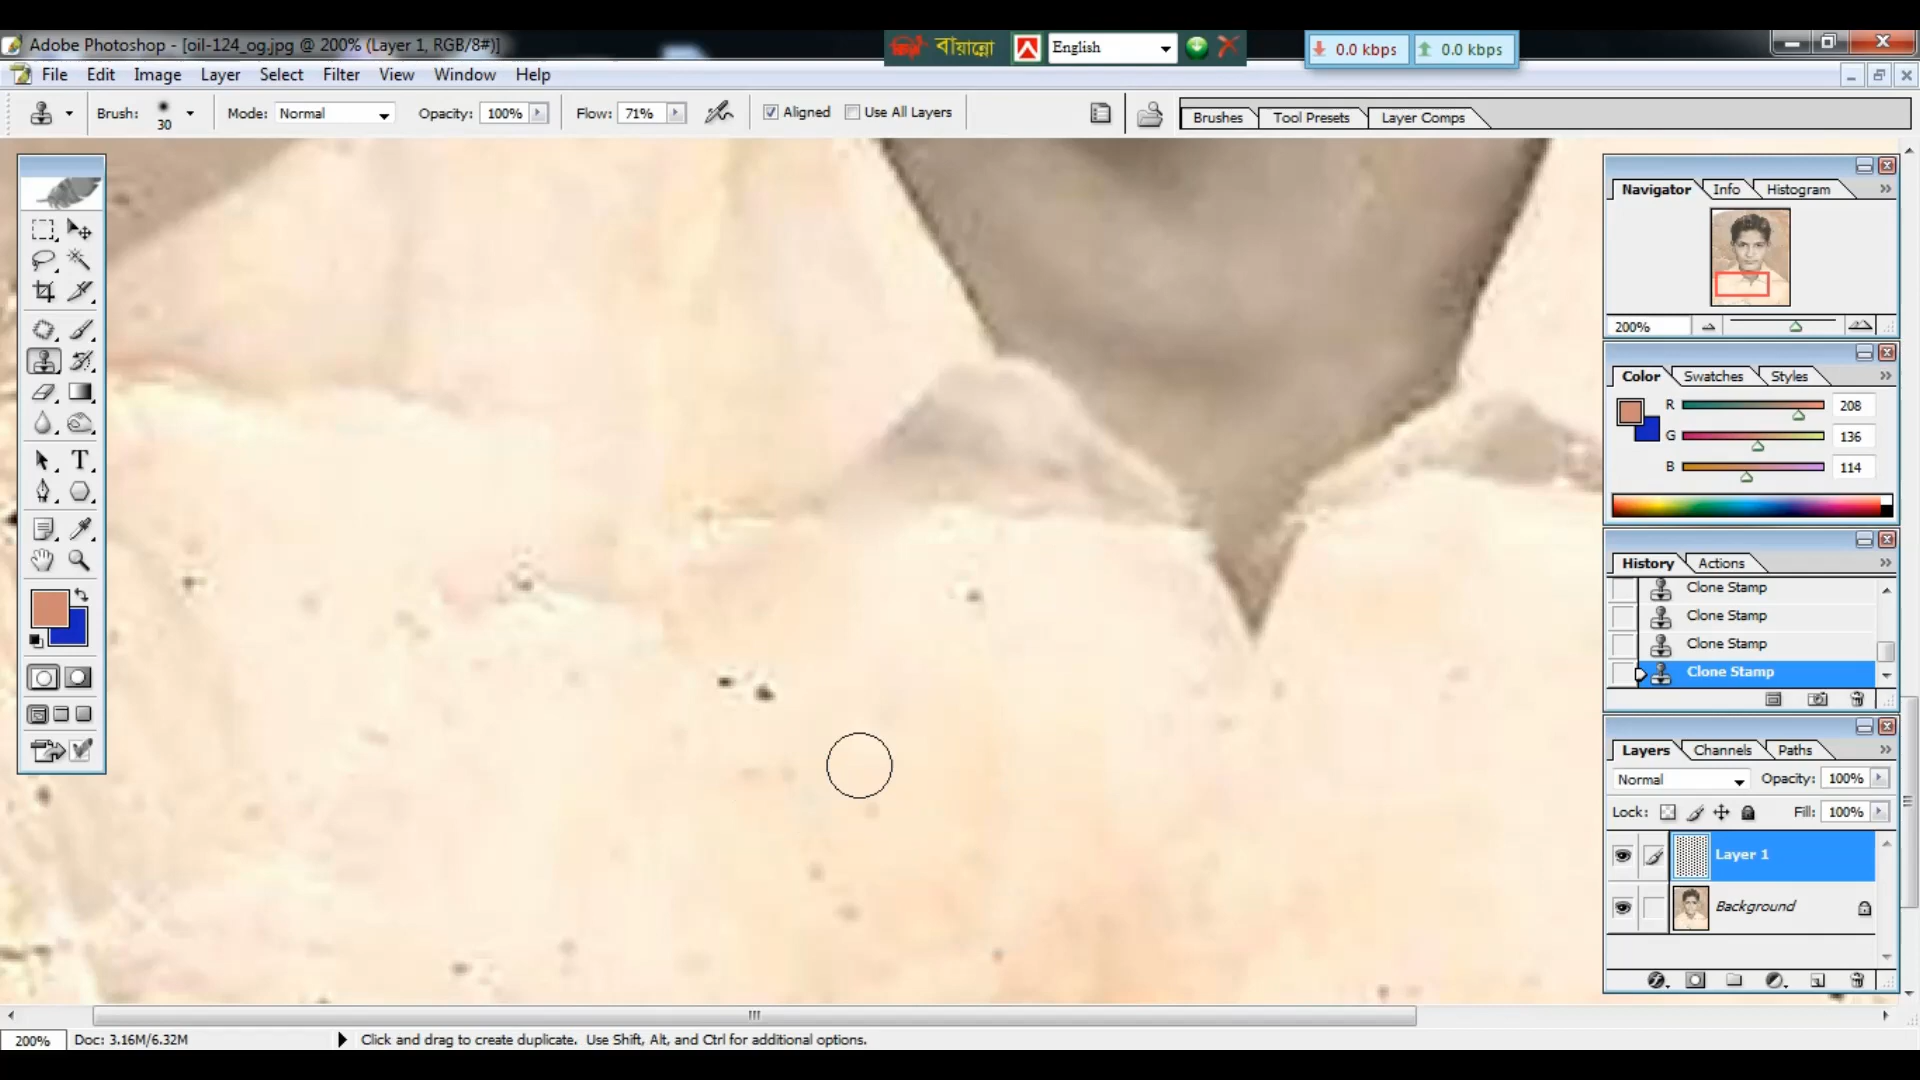 Adobe Photoshop - [oil-124_og.jpg @ 200% (Layer 1, RGB/8#)]
বায়ান্নো English 0.0 kbps 0.0 kbps
File Edit Image Layer Select Filter View Window Help
Brush: 30 Mode: Normal Opacity: 100% Flow: 71% Aligned Use All Layers Brushes Tool Presets Layer Comps
Navigator Info Histogram
200%
Color Swatches Styles
R 208
G 136
B 114
History Actions
Clone Stamp
Clone Stamp
Clone Stamp
Clone Stamp
Layers Channels Paths
Normal Opacity: 100%
Lock: Fill: 100%
Layer 1
Background
200% Doc: 3.16M/6.32M Click and drag to create duplicate. Use Shift, Alt, and Ctrl for additional options.